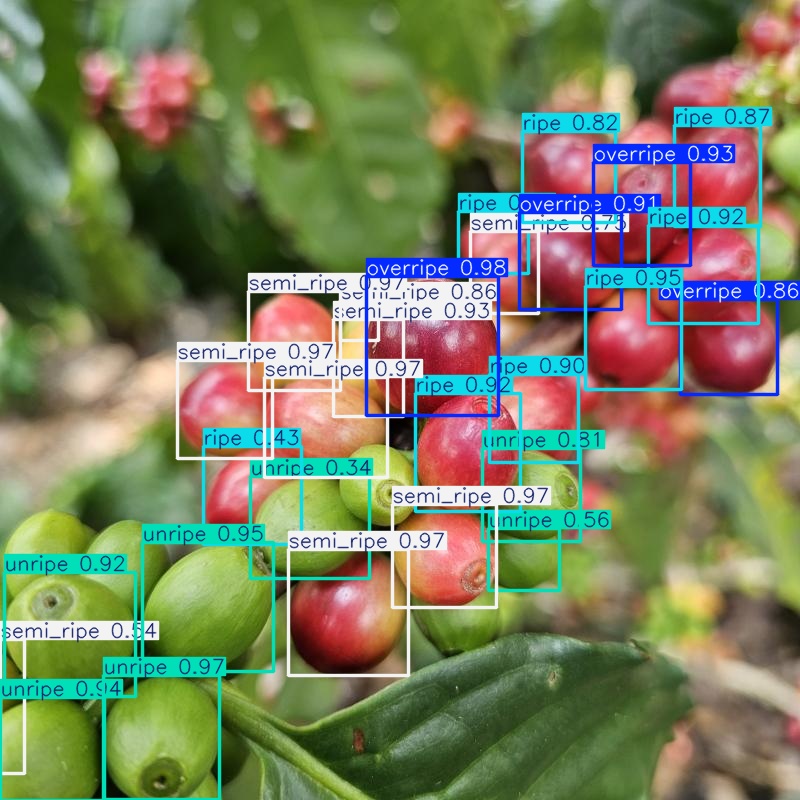 ripe 0.87
ripe 0.82
overripe 0.93
ripe
overripe 0.91
ripe 0.92
semi_ripe 0.75
overripe 0.98
ripe 0.95
semi_ripe 0.97
semi_ripe 0.86
overripe 0.86
semi_ripe 0.93
semi_ripe 0.97
semi_ripe 0.97
ripe 0.90
ripe 0.92
ripe 0.43
unripe 0.81
unripe 0.34
semi_ripe 0.97
unripe 0.56
unripe 0.95
semi_ripe 0.97
unripe 0.92
semi_ripe 0.54
unripe 0.97
unripe 0.94